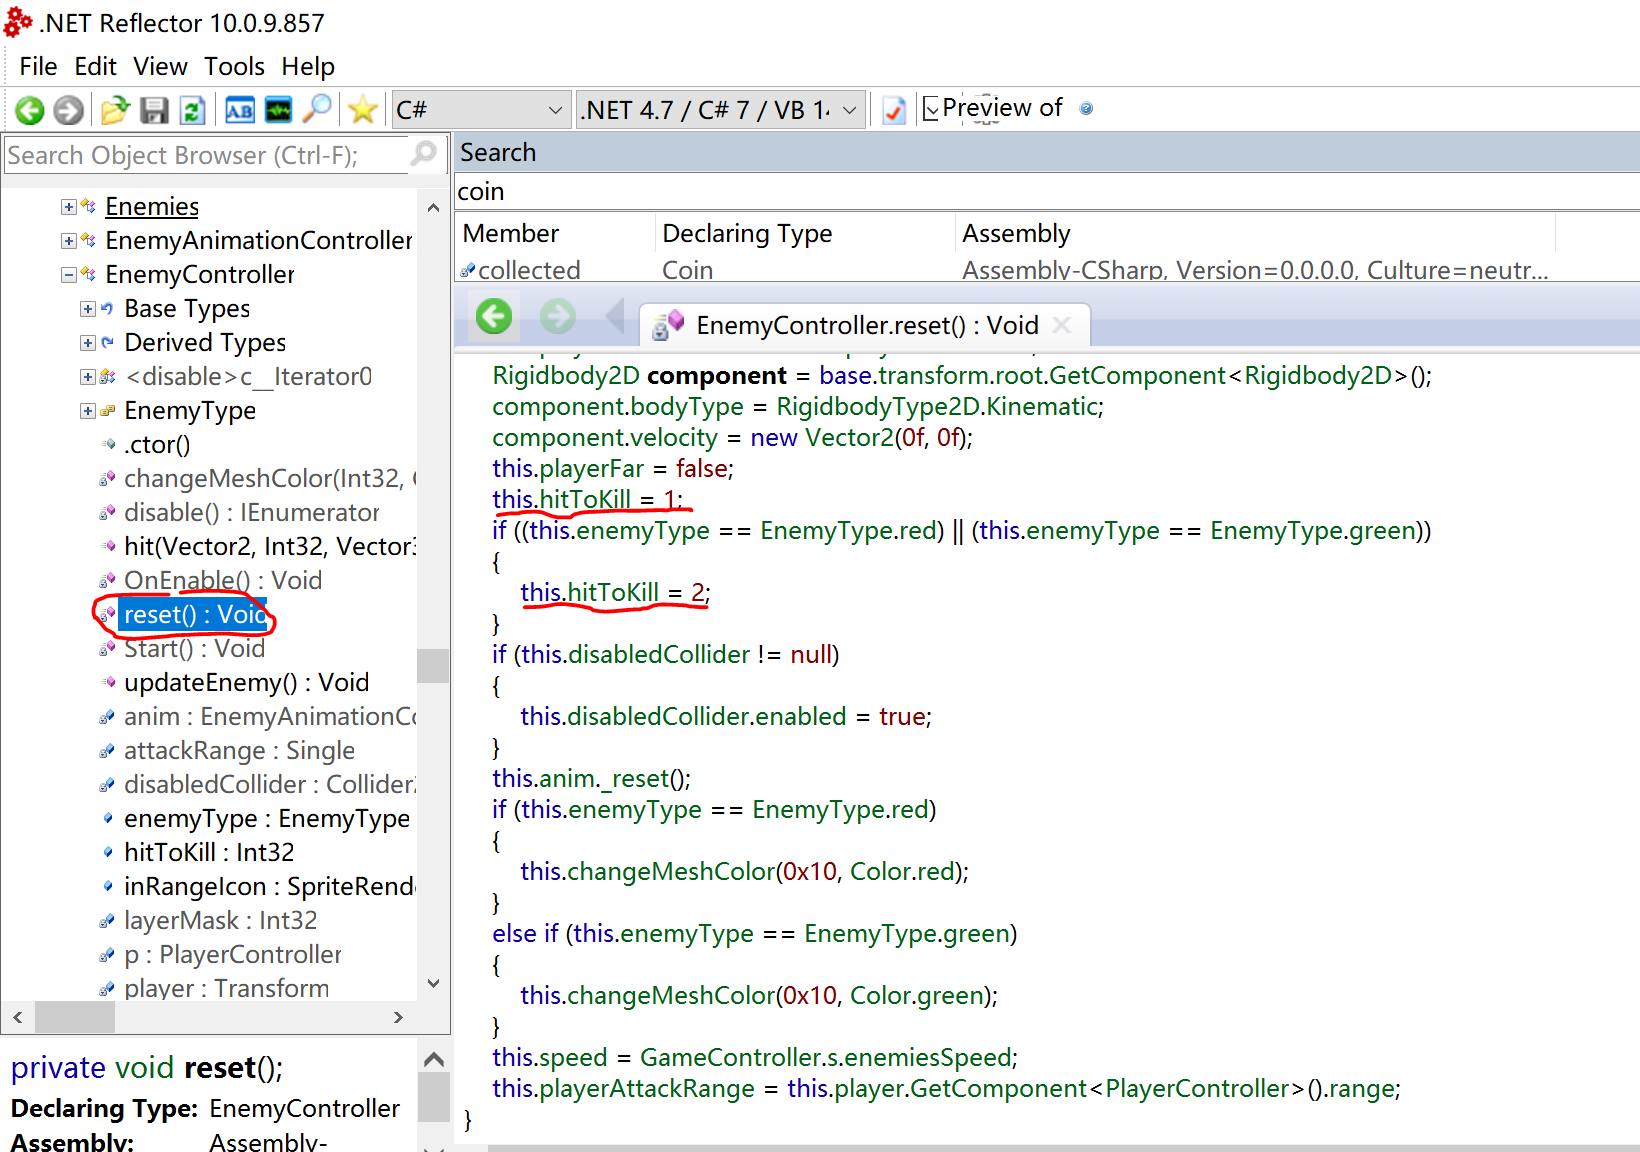 .NET Reflector 10.0.9.857
File Edit View Tools Help
C# .NET 4.7 / C# 7 / VB 14 Preview of
Search Object Browser (Ctrl-F);
Enemies
EnemyAnimationController
EnemyController
Base Types
Derived Types
<disable>c__Iterator0
EnemyType
.ctor()
changeMeshColor(Int32, C
disable() : IEnumerator
hit(Vector2, Int32, Vector3
OnEnable() : Void
reset() : Void
Start() : Void
updateEnemy() : Void
anim : EnemyAnimationCo
attackRange : Single
disabledCollider : Collider2
enemyType : EnemyType
hitToKill : Int32
inRangeIcon : SpriteRende
layerMask : Int32
p : PlayerController
player : Transform
private void reset();
Declaring Type: EnemyController
Assembly: Assembly-
Search
coin
Member Declaring Type Assembly
collected Coin Assembly-CSharp, Version=0.0.0.0, Culture=neutr...
EnemyController.reset() : Void
Rigidbody2D component = base.transform.root.GetComponent<Rigidbody2D>();
component.bodyType = RigidbodyType2D.Kinematic;
component.velocity = new Vector2(0f, 0f);
this.playerFar = false;
this.hitToKill = 1;
if ((this.enemyType == EnemyType.red) || (this.enemyType == EnemyType.green))
{
this.hitToKill = 2;
}
if (this.disabledCollider != null)
{
this.disabledCollider.enabled = true;
}
this.anim._reset();
if (this.enemyType == EnemyType.red)
{
this.changeMeshColor(0x10, Color.red);
}
else if (this.enemyType == EnemyType.green)
{
this.changeMeshColor(0x10, Color.green);
}
this.speed = GameController.s.enemiesSpeed;
this.playerAttackRange = this.player.GetComponent<PlayerController>().range;
}